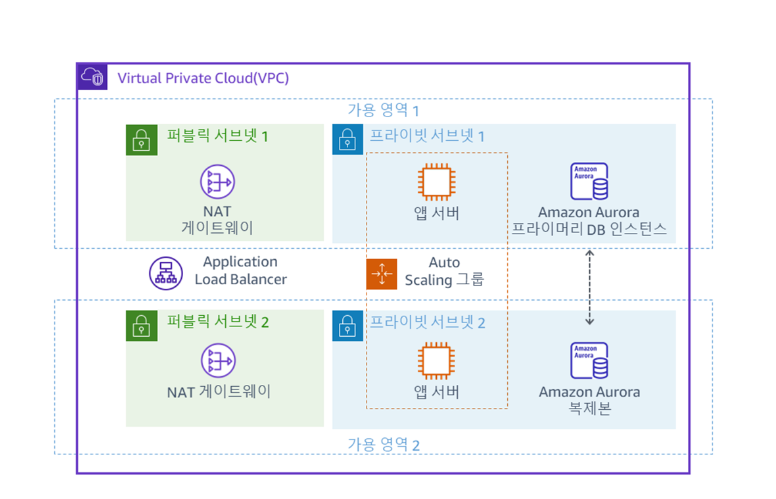 Virtual Private Cloud(VPC)
가용 영역 1
퍼블릭 서브넷 1
프라이빗 서브넷 1
NAT
게이트웨이
앱 서버
Amazon
Aurora
Amazon Aurora
프라이머리 DB 인스턴스
Application
Load Balancer
Auto
Scaling 그룹
퍼블릭 서브넷 2
프라이빗 서브넷 2
NAT 게이트웨이
앱 서버
Amazon
Aurora
Amazon Aurora
복제본
가용 영역 2